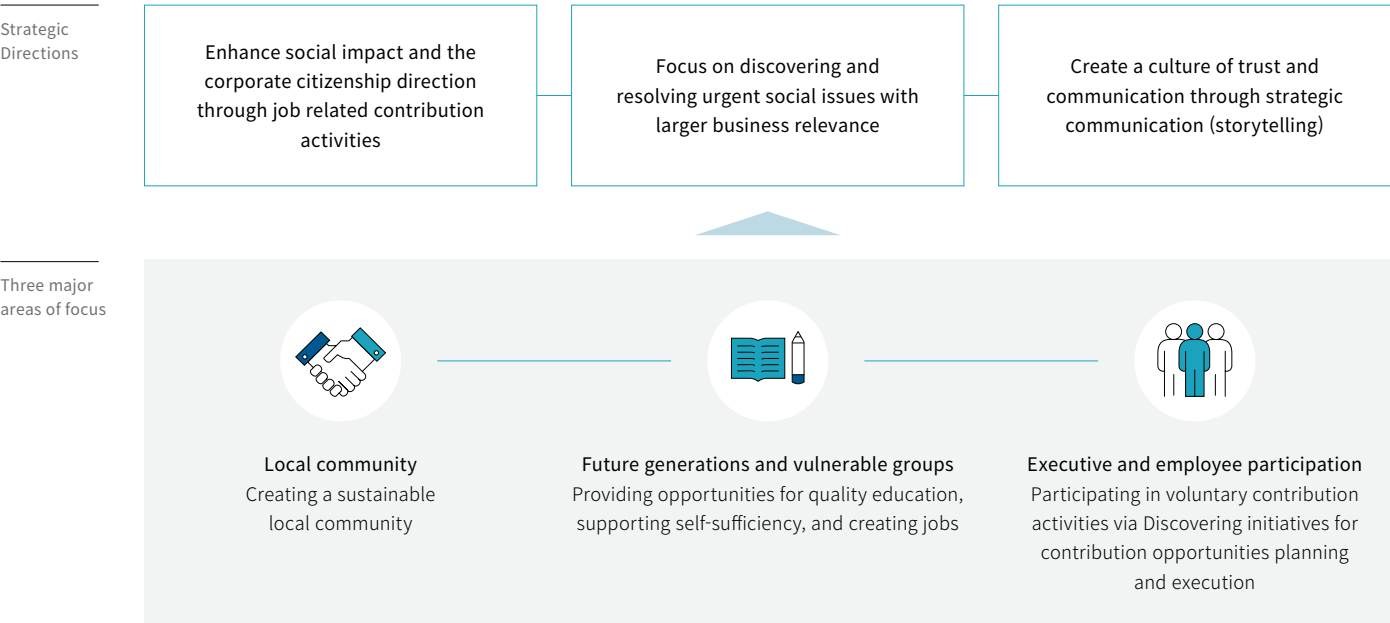 Strategic
Directions
Enhance social impact and the
corporate citizenship direction
through job related contribution
activities
Focus on discovering and
resolving urgent social issues with
larger business relevance
Create a culture of trust and
communication through strategic
communication (storytelling)
Three major
areas of focus
Local community
Creating a sustainable
local community
Future generations and vulnerable groups
Providing opportunities for quality education,
supporting self-sufficiency, and creating jobs
Executive and employee participation
Participating in voluntary contribution
activities via Discovering initiatives for
contribution opportunities planning
and execution